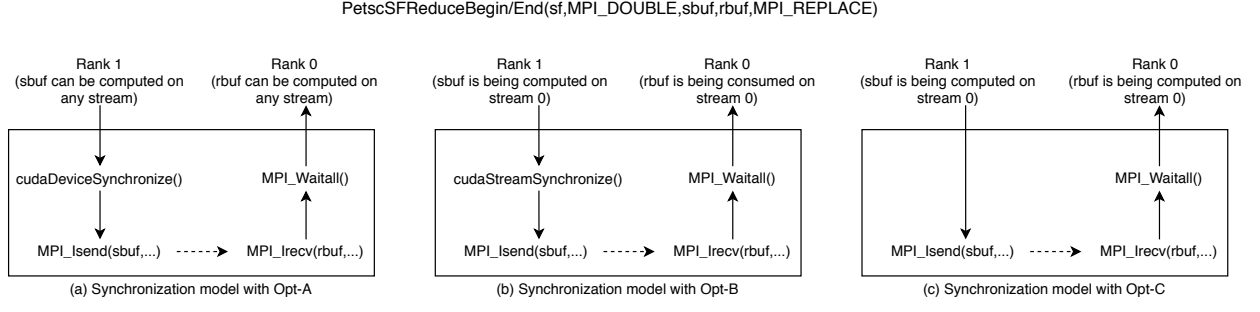 PetscSFReduceBegin/End(sf,MPI_DOUBLE,sbuf,rbuf,MPI_REPLACE)
Rank 1
(sbuf can be computed on
any stream)
Rank 0
(rbuf can be computed on
any stream)
cudaDeviceSynchronize()
MPI_Waitall()
MPI_Isend(sbuf,...)
MPI_Irecv(rbuf,...)
(a) Synchronization model with Opt-A
Rank 1
(sbuf is being computed on
stream 0)
Rank 0
(rbuf is being consumed on
stream 0)
cudaStreamSynchronize()
MPI_Waitall()
MPI_Isend(sbuf,...)
MPI_Irecv(rbuf,...)
(b) Synchronization model with Opt-B
Rank 1
(sbuf is being computed on
stream 0)
Rank 0
(rbuf is being computed on
stream 0)
MPI_Waitall()
MPI_Isend(sbuf,...)
MPI_Irecv(rbuf,...)
(c) Synchronization model with Opt-C